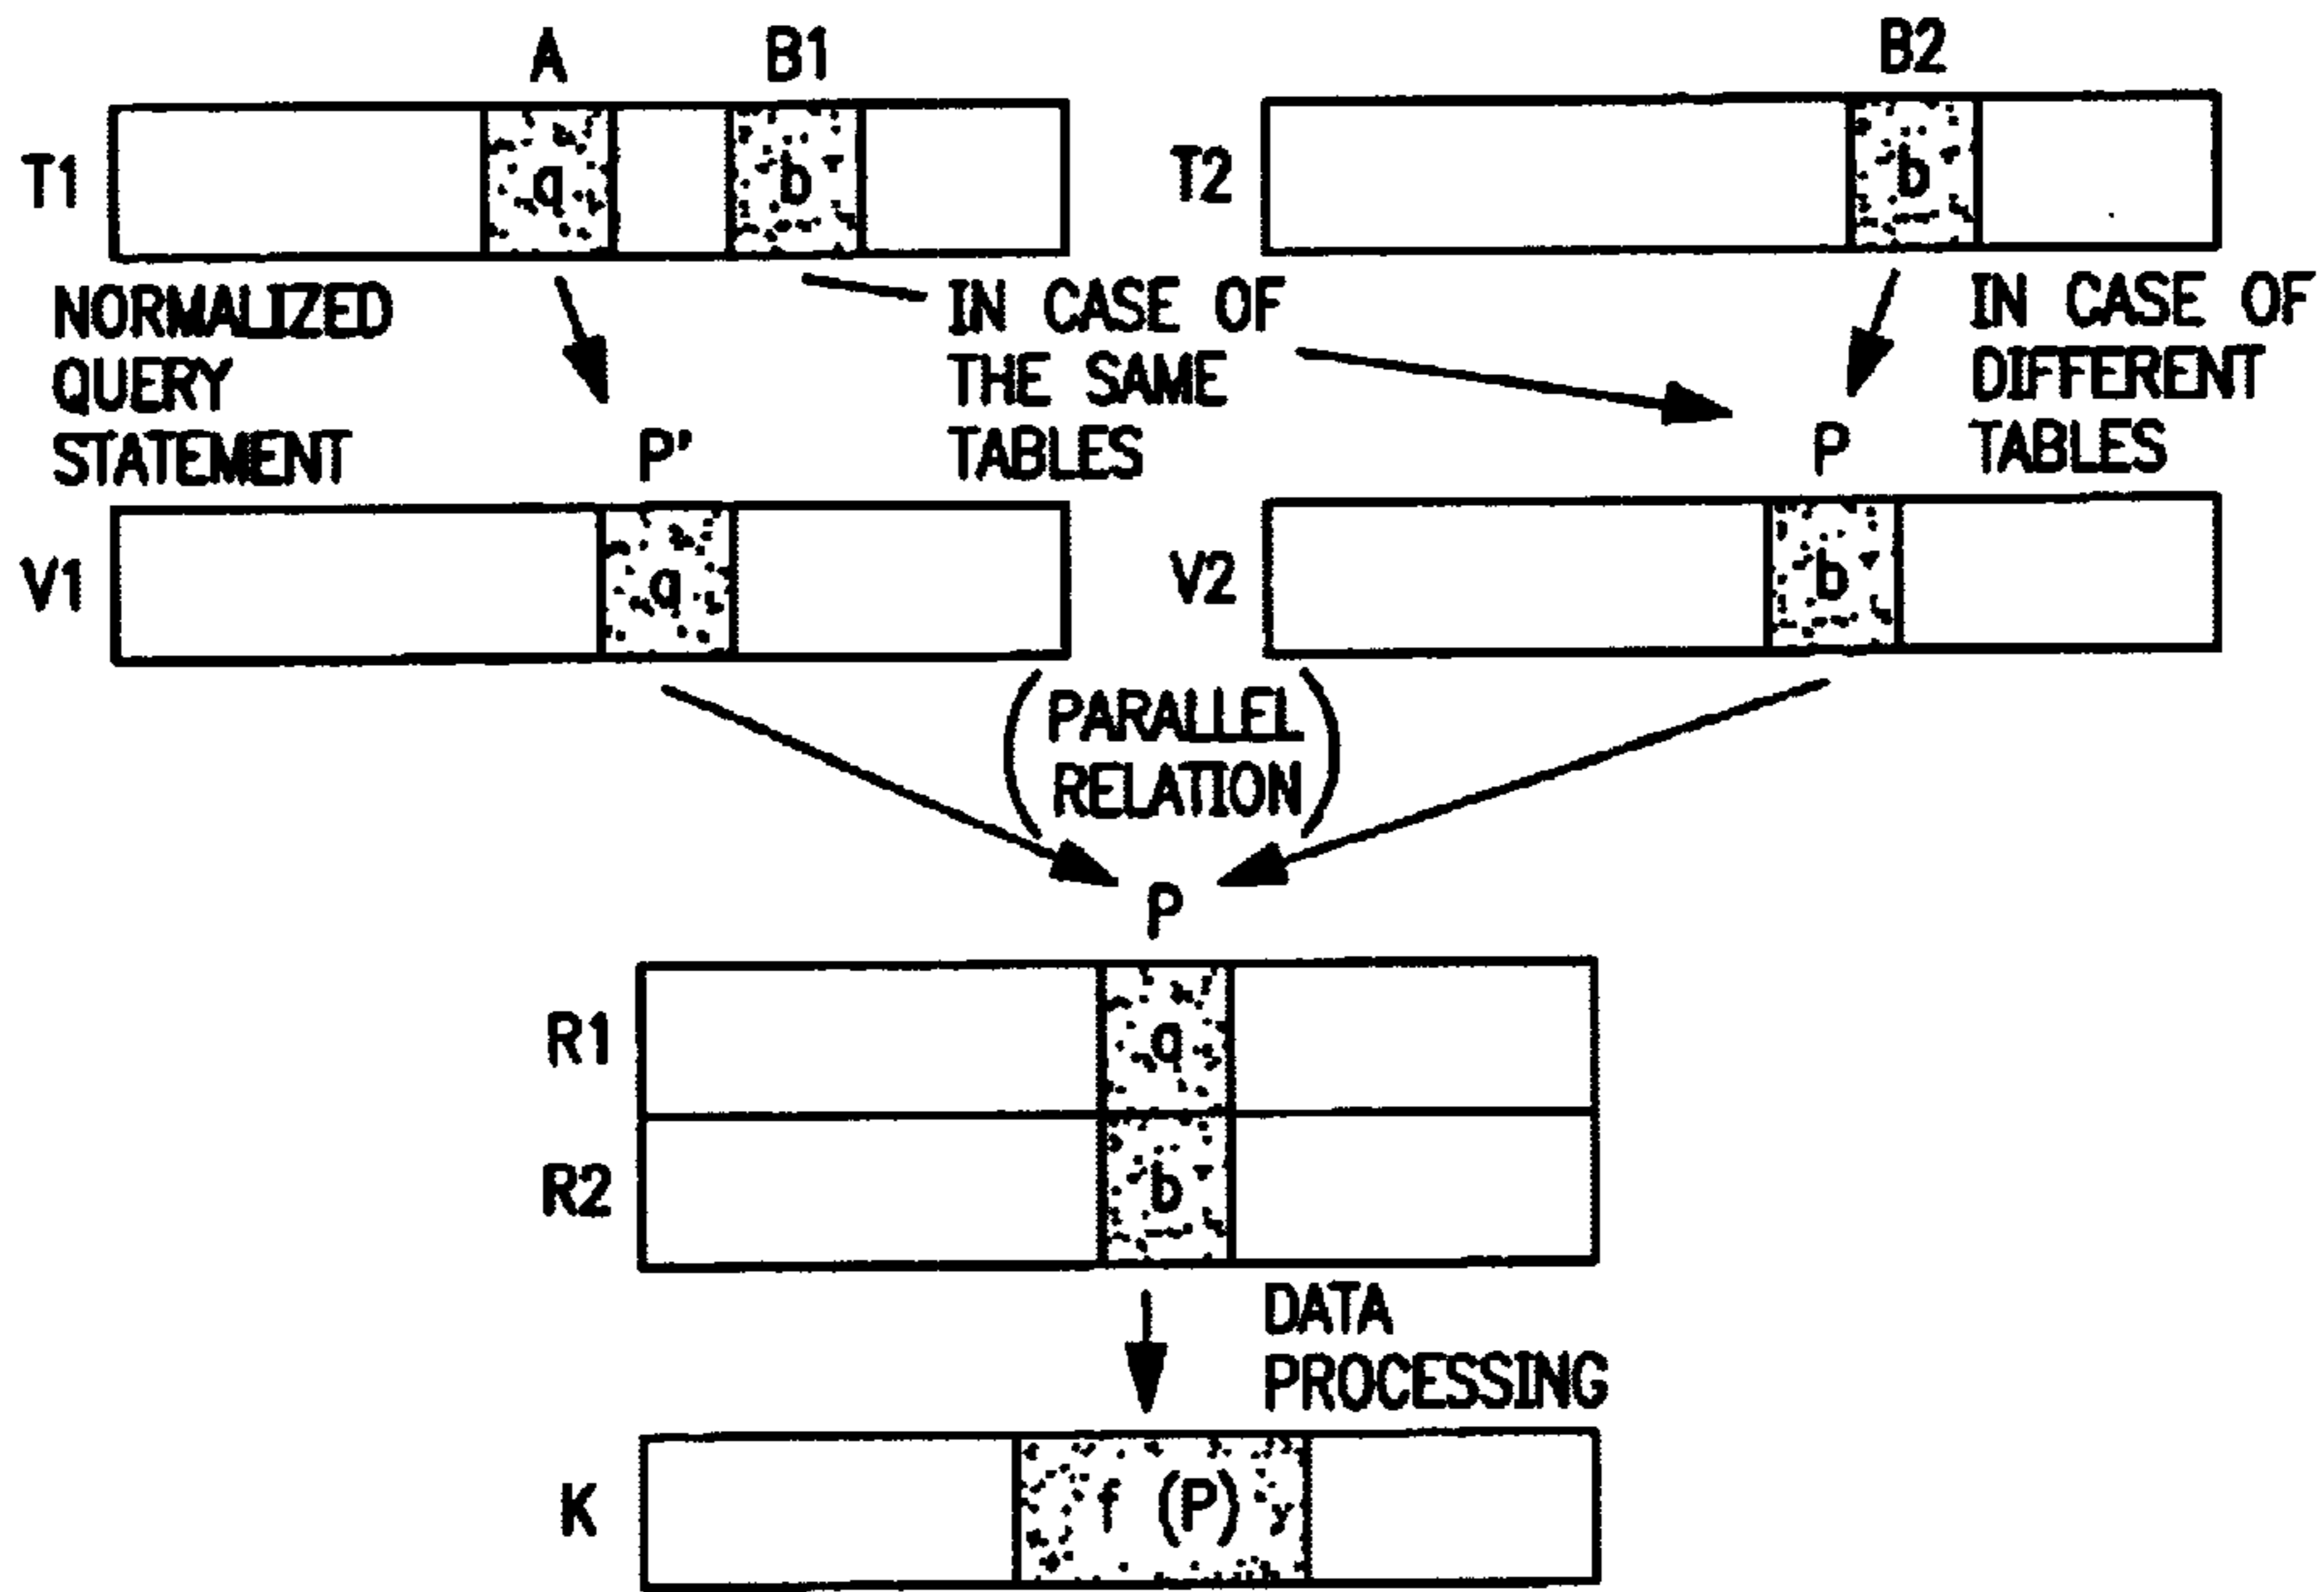 A B1 B2
T1 a b T2 b
NORMALIZED
QUERY
STATEMENT
IN CASE OF
THE SAME
TABLES
IN CASE OF
DIFFERENT
TABLES
P' P
V1 a V2 b
(PARALLEL
RELATION)
P
R1 a
R2 b
DATA
PROCESSING
K f (P)